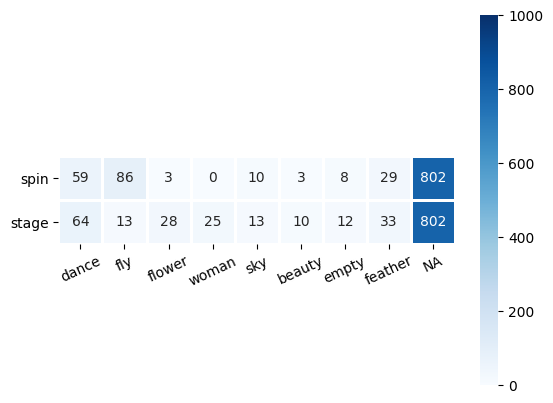 1000
800
600
400
200
0
spin 59 86 3 0 10 3 8 29 802
stage 64 13 28 25 13 10 12 33 802
dance fly flower woman sky beauty empty feather NA